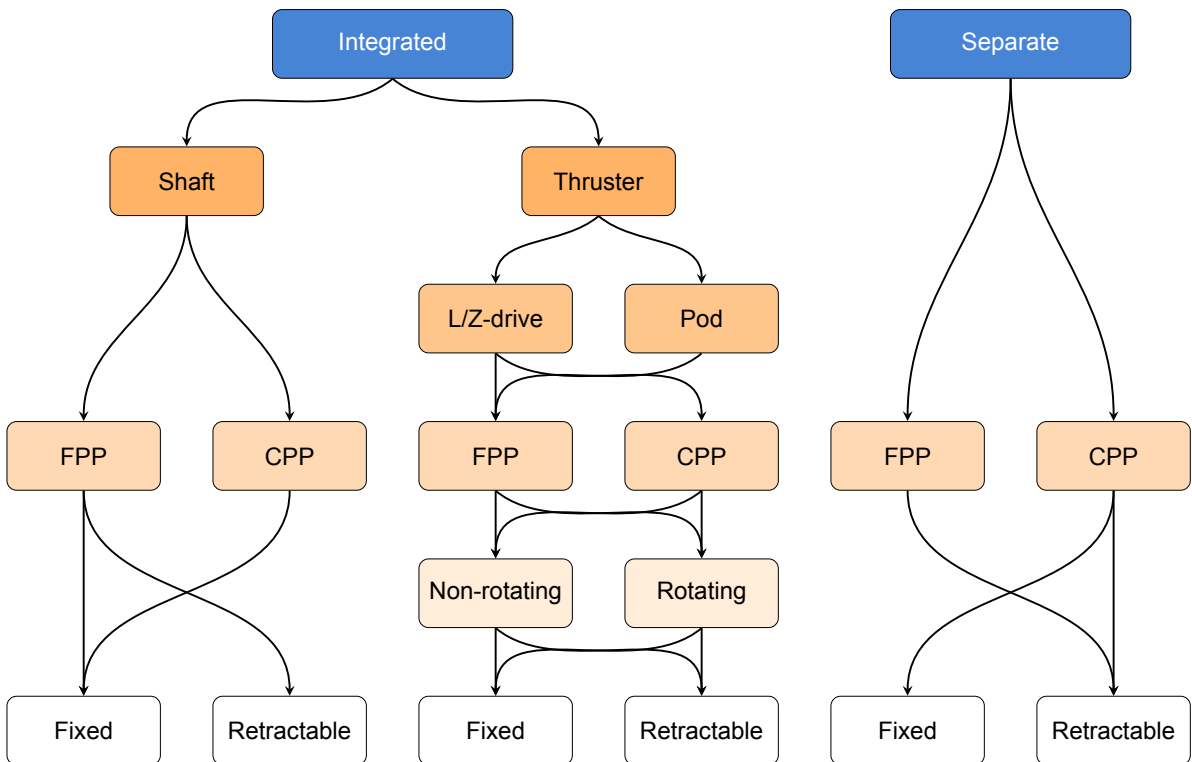 Integrated
Separate
Shaft
Thruster
L/Z-drive
Pod
FPP
CPP
FPP
CPP
FPP
CPP
Non-rotating
Rotating
Fixed
Retractable
Fixed
Retractable
Fixed
Retractable